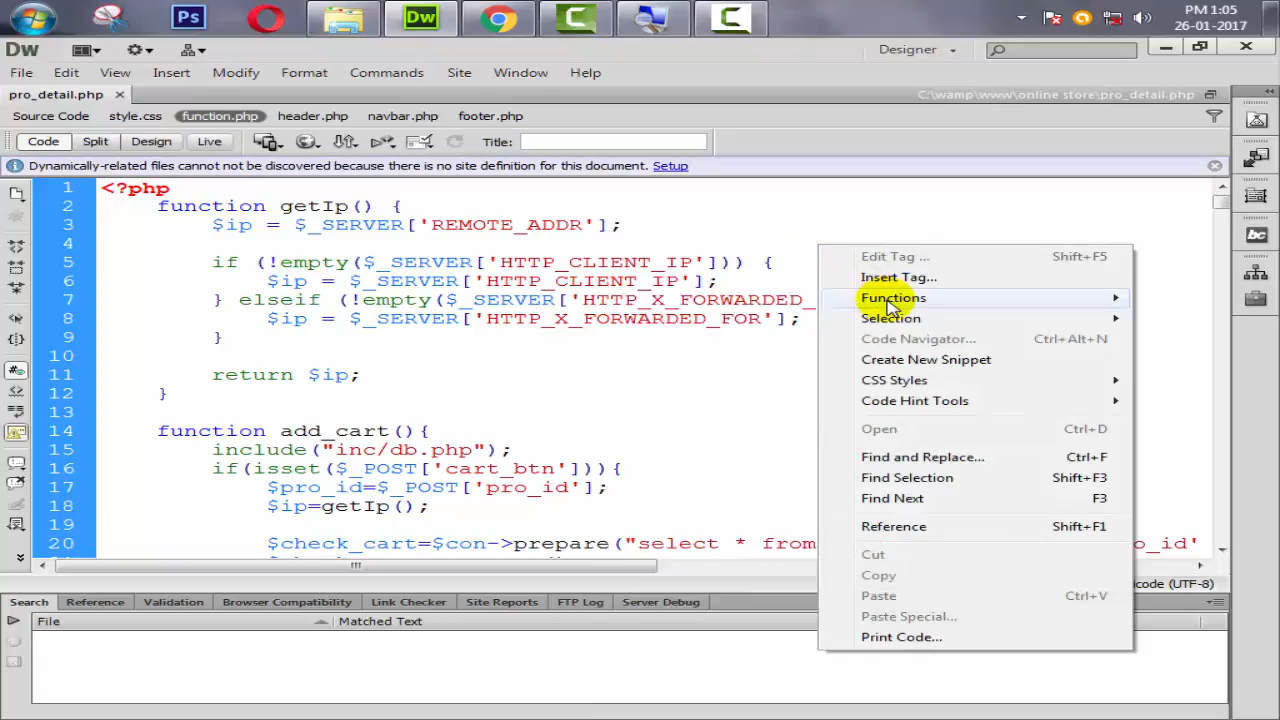 Ps
Dw
PM 1:05
26-01-2017
Dw
Designer
File Edit View Insert Modify Format Commands Site Window Help
pro_detail.php
C:\wamp\www\online store\pro_detail.php
Source Code style.css function.php header.php navbar.php footer.php
Code Split Design Live Title:
Dynamically-related files cannot not be discovered because there is no site definition for this document. Setup
1 <?php
2 function getIp() {
3 $ip = $_SERVER['REMOTE_ADDR'];
4
5 if (!empty($_SERVER['HTTP_CLIENT_IP'])) {
6 $ip = $_SERVER['HTTP_CLIENT_IP'];
7 } elseif (!empty($_SERVER['HTTP_X_FORWARDED_
8 $ip = $_SERVER['HTTP_X_FORWARDED_FOR'];
9 }
10
11 return $ip;
12 }
13
14 function add_cart(){
15 include("inc/db.php");
16 if(isset($_POST['cart_btn'])){
17 $pro_id=$_POST['pro_id'];
18 $ip=getIp();
19
20 $check_cart=$con->prepare("select * from o_id'
Edit Tag ... Shift+F5
Insert Tag...
Functions
Selection
Code Navigator... Ctrl+Alt+N
Create New Snippet
CSS Styles
Code Hint Tools
Open Ctrl+D
Find and Replace... Ctrl+F
Find Selection Shift+F3
Find Next F3
Reference Shift+F1
Cut
Copy
Paste Ctrl+V
Paste Special...
Print Code...
icode (UTF-8)
Search Reference Validation Browser Compatibility Link Checker Site Reports FTP Log Server Debug
File Matched Text
bc